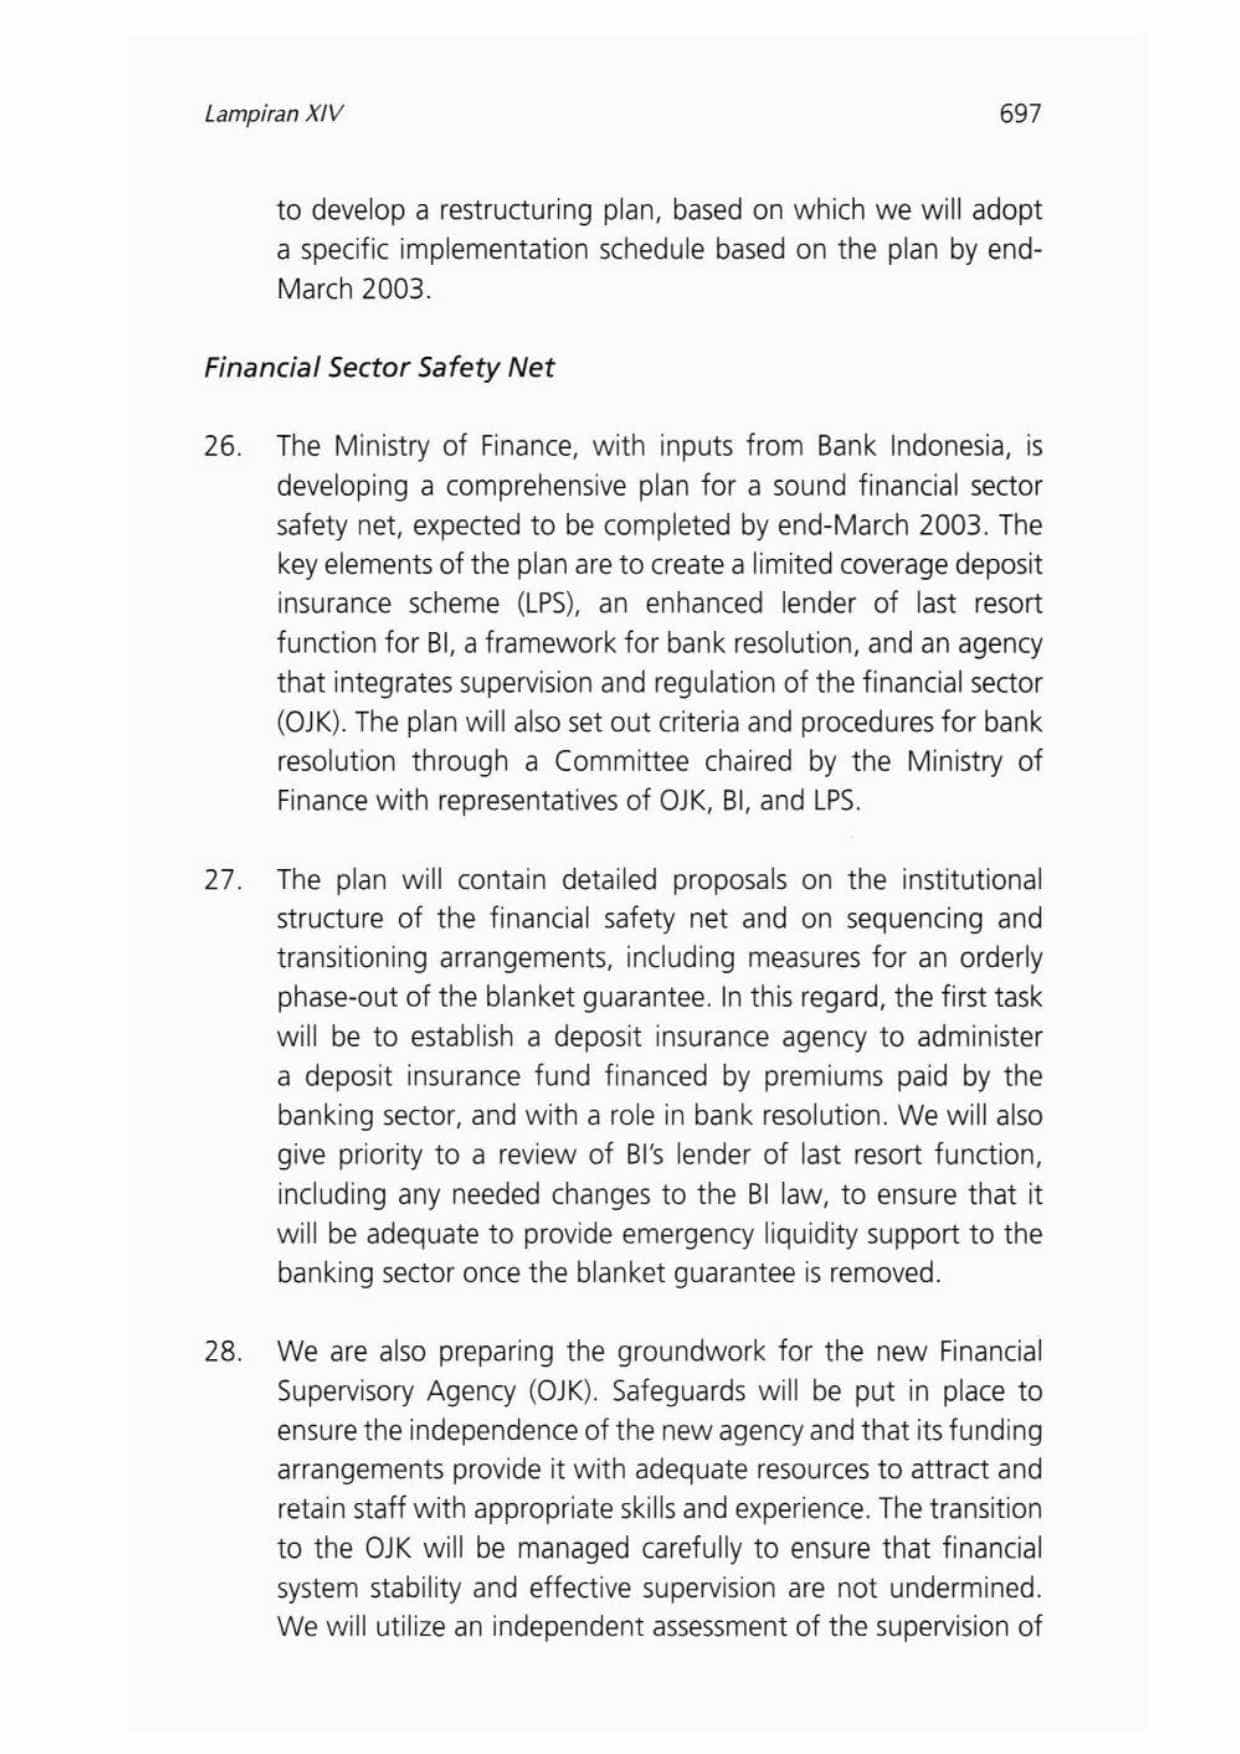 Lampiran XIV 697
to develop a restructuring plan, based on which we will adopt
a specific implementation schedule based on the plan by end-
March 2003.
Financial Sector Safety Net
26. The Ministry of Finance, with inputs from Bank Indonesia, is
developing a comprehensive plan for a sound financial sector
safety net, expected to be completed by end-March 2003. The
key elements of the plan are to create a limited coverage deposit
insurance scheme (LPS), an enhanced lender of last resort
function for BI, a framework for bank resolution, and an agency
that integrates supervision and regulation of the financial sector
(OJK). The plan will also set out criteria and procedures for bank
resolution through a Committee chaired by the Ministry of
Finance with representatives of OJK, BI, and LPS.
27. The plan will contain detailed proposals on the institutional
structure of the financial safety net and on sequencing and
transitioning arrangements, including measures for an orderly
phase-out of the blanket guarantee. In this regard, the first task
will be to establish a deposit insurance agency to administer
a deposit insurance fund financed by premiums paid by the
banking sector, and with a role in bank resolution. We will also
give priority to a review of BI's lender of last resort function,
including any needed changes to the BI law, to ensure that it
will be adequate to provide emergency liquidity support to the
banking sector once the blanket guarantee is removed.
28. We are also preparing the groundwork for the new Financial
Supervisory Agency (OJK). Safeguards will be put in place to
ensure the independence of the new agency and that its funding
arrangements provide it with adequate resources to attract and
retain staff with appropriate skills and experience. The transition
to the OJK will be managed carefully to ensure that financial
system stability and effective supervision are not undermined.
We will utilize an independent assessment of the supervision of